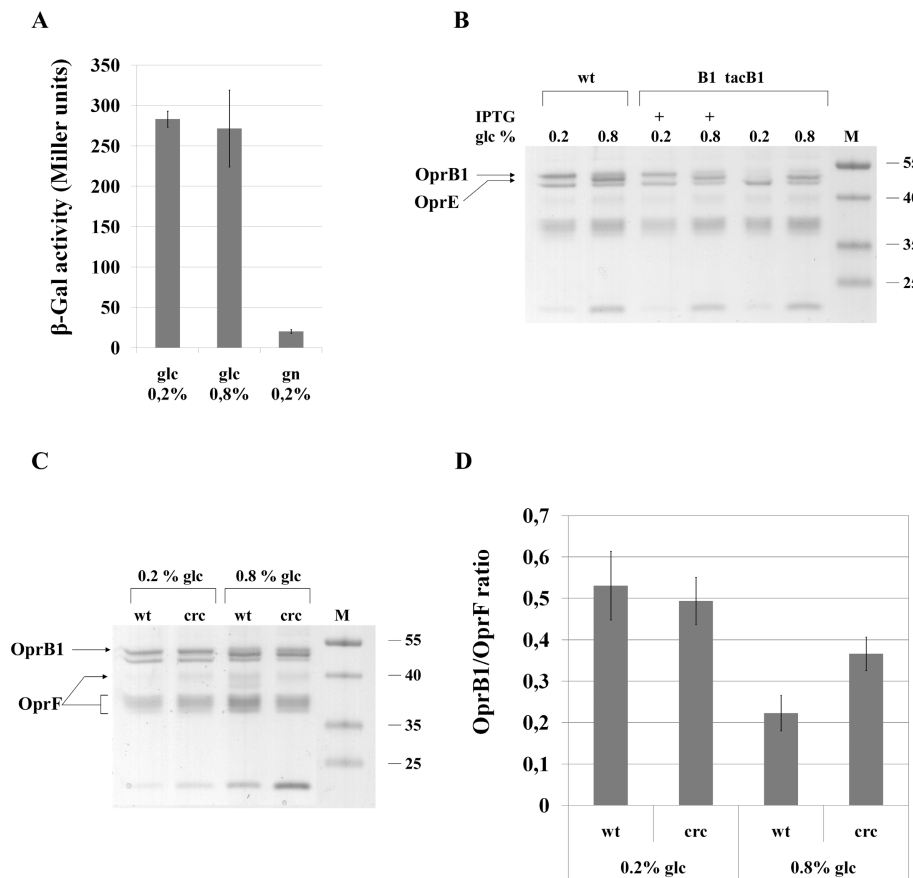 A
β-Gal activity (Miller units)
350
300
250
200
150
100
50
0
glc 0,2%
glc 0,8%
gn 0,2%
B
wt B1 tacB1
IPTG + +
glc % 0.2 0.8 0.2 0.8 0.2 0.8 M
OprB1
OprE
40
C
0.2 % glc 0.8 % glc
wt crc wt crc M
OprB1
OprF
55
40
35
25
D
OprB1/OprF ratio
0,7
0,6
0,5
0,4
0,3
0,2
0,1
0
wt crc wt crc
0.2% glc 0.8% glc